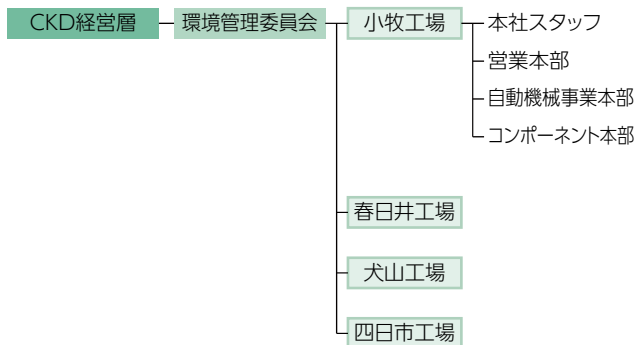 CKD経営層
環境管理委員会
小牧工場
本社スタッフ
営業本部
自動機械事業本部
コンポーネント本部
春日井工場
犬山工場
四日市工場